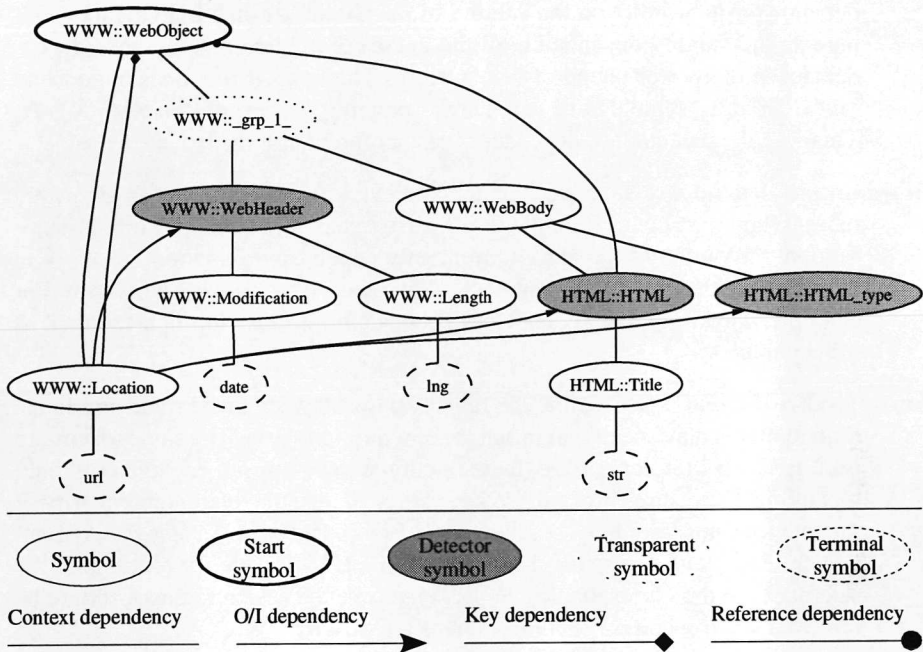 WWW::WebObject
WWW::_grp_1_
WWW::WebHeader
WWW::WebBody
WWW::Modification
WWW::Length
HTML::HTML
HTML::HTML_type
WWW::Location
date
lng
HTML::Title
url
str
Symbol
Start
symbol
Detector
symbol
Transparent
symbol
Terminal
symbol
Context dependency
O/I dependency
Key dependency
Reference dependency